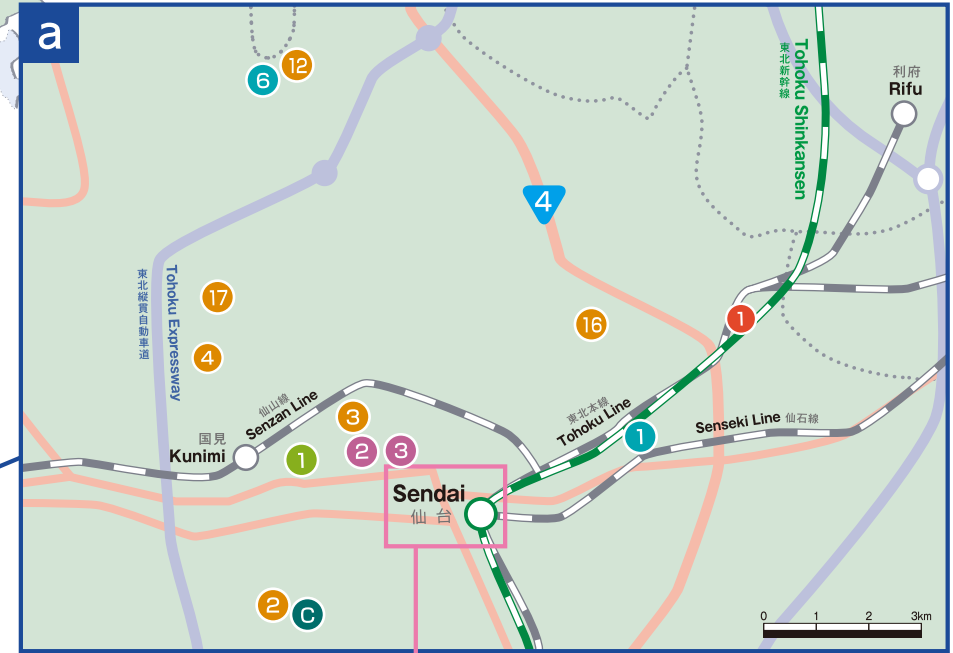 a
6
12
4
東北新幹線
Tohoku Shinkansen
利府
Rifu
東北縦貫自動車道
Tohoku Expressway
17
4
16
1
仙山線
Senzan Line
3
国見
Kunimi
1
2
3
東北本線
Tohoku Line
1
Senseki Line 仙石線
Sendai
仙台
2
C
0 1 2 3km